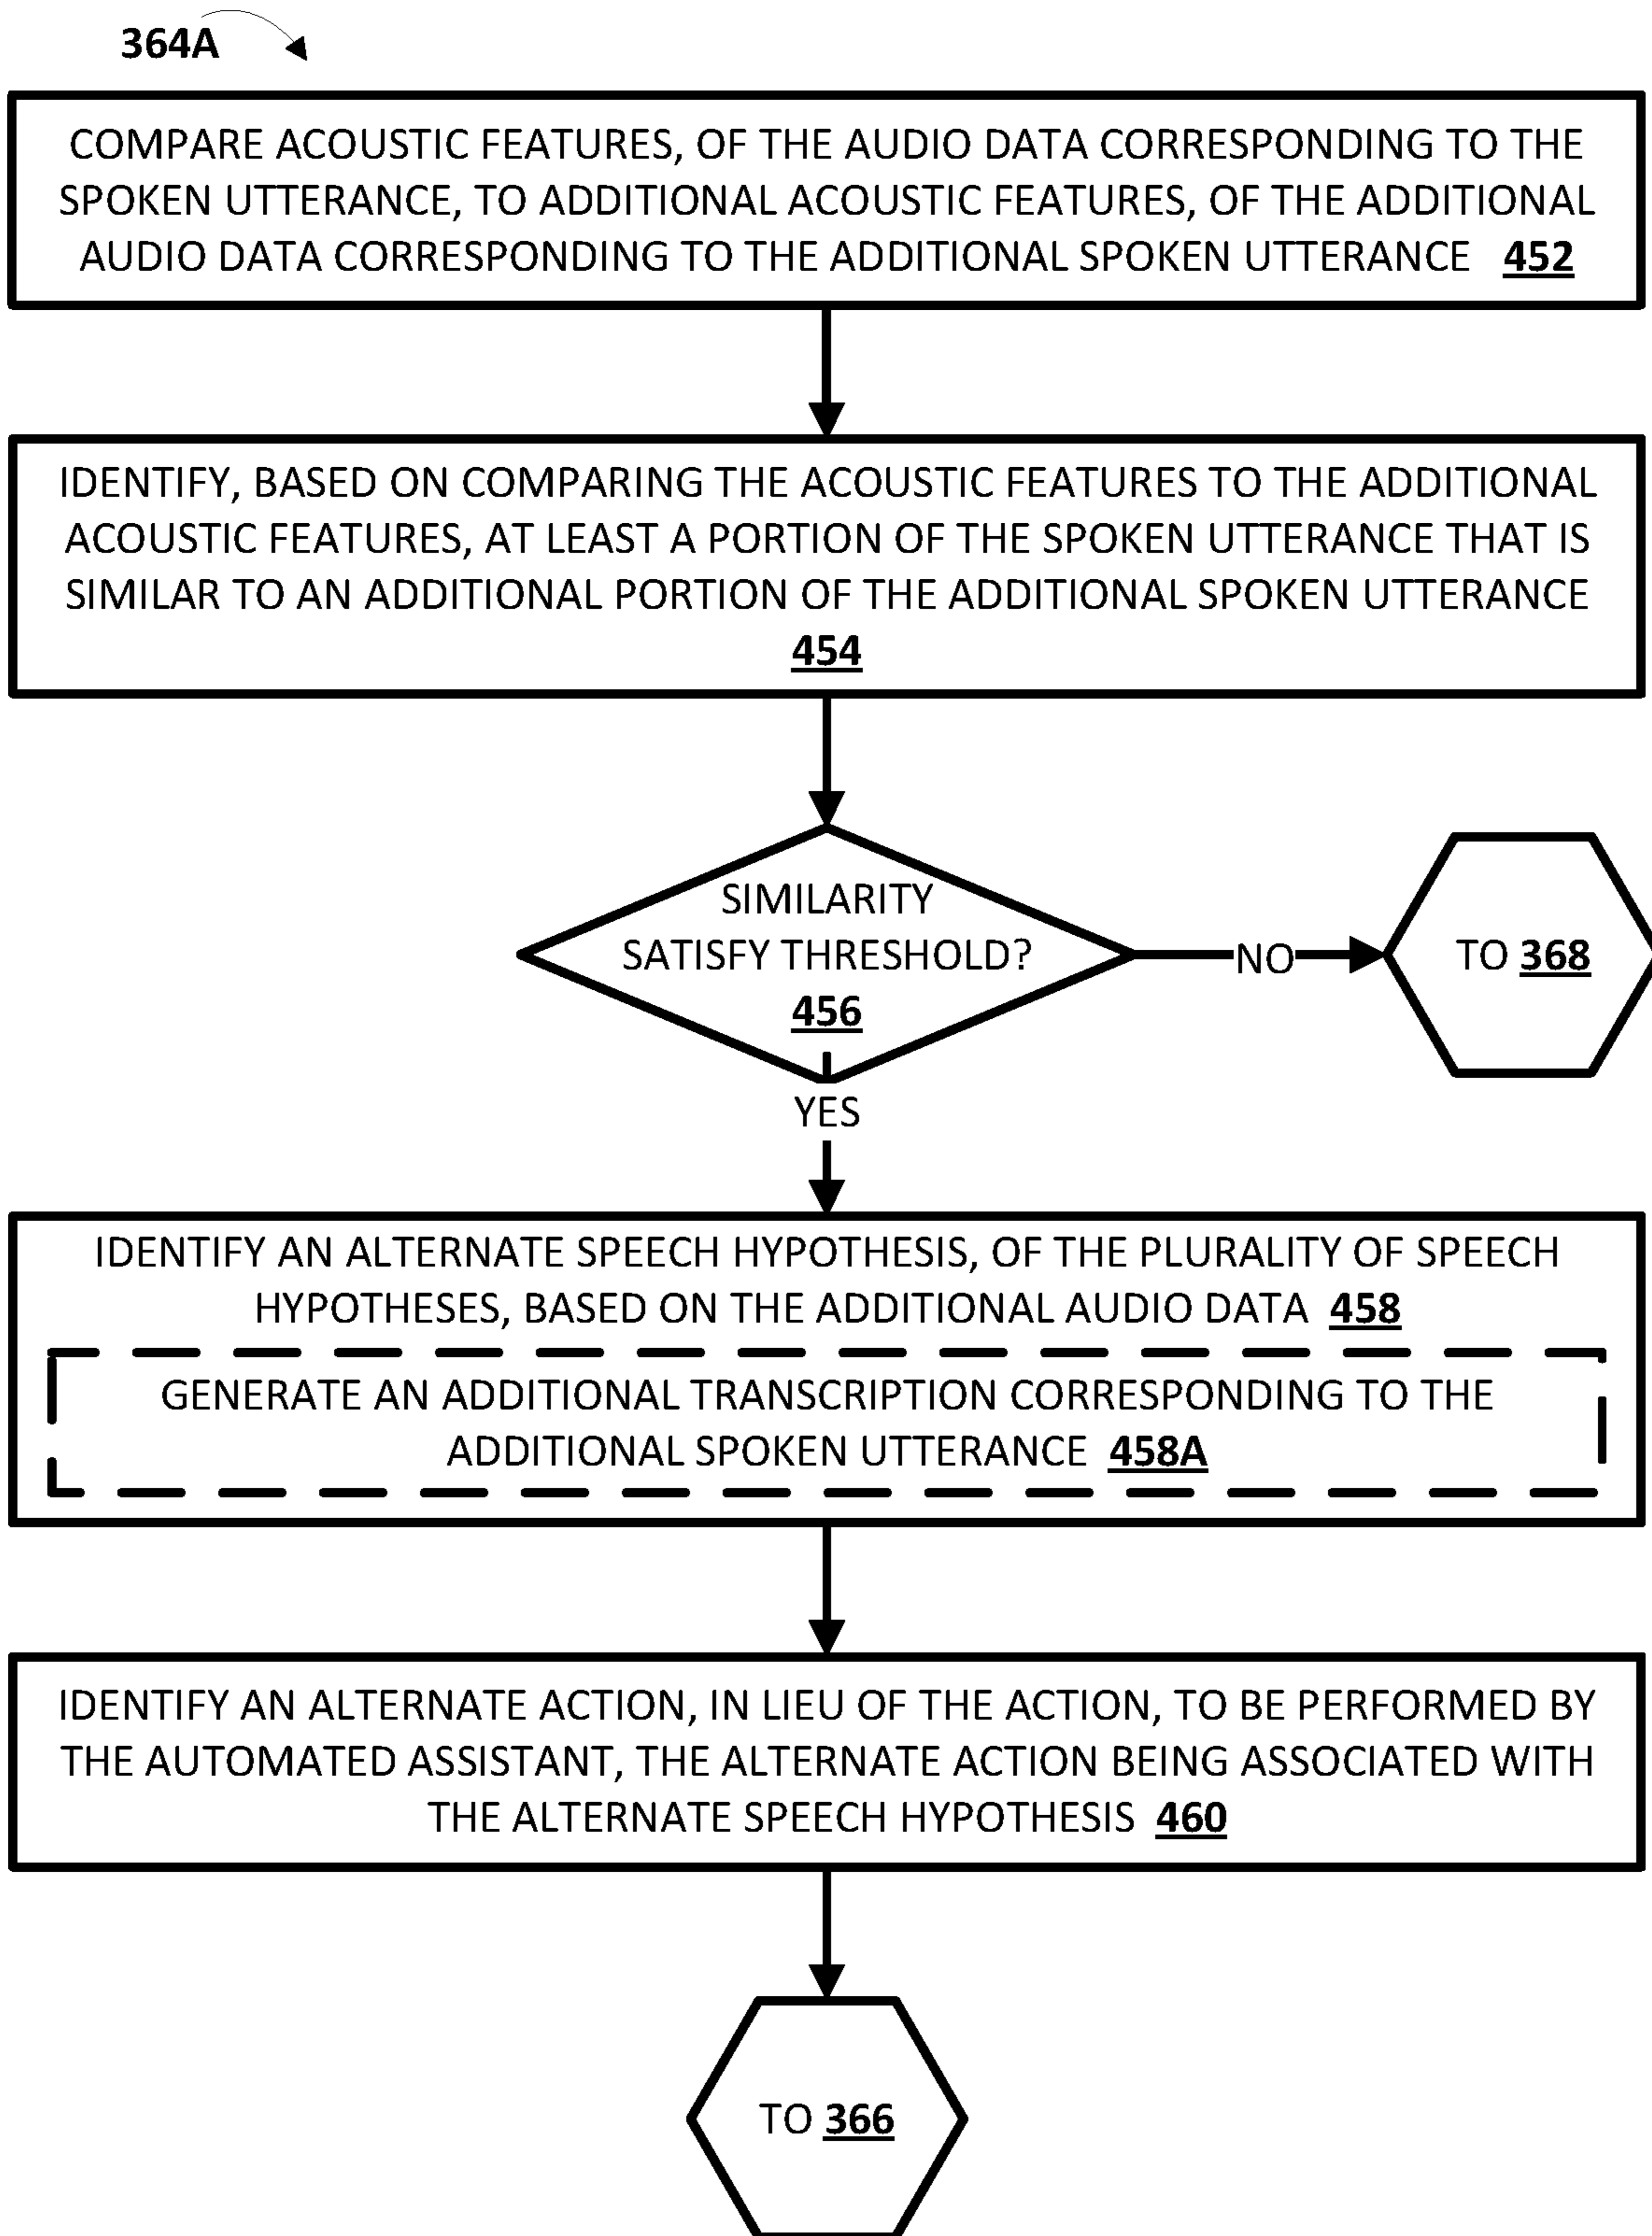 364A
COMPARE ACOUSTIC FEATURES, OF THE AUDIO DATA CORRESPONDING TO THE
SPOKEN UTTERANCE, TO ADDITIONAL ACOUSTIC FEATURES, OF THE ADDITIONAL
AUDIO DATA CORRESPONDING TO THE ADDITIONAL SPOKEN UTTERANCE 452
IDENTIFY, BASED ON COMPARING THE ACOUSTIC FEATURES TO THE ADDITIONAL
ACOUSTIC FEATURES, AT LEAST A PORTION OF THE SPOKEN UTTERANCE THAT IS
SIMILAR TO AN ADDITIONAL PORTION OF THE ADDITIONAL SPOKEN UTTERANCE
454
SIMILARITY
SATISFY THRESHOLD?
456
NO
TO 368
YES
IDENTIFY AN ALTERNATE SPEECH HYPOTHESIS, OF THE PLURALITY OF SPEECH
HYPOTHESES, BASED ON THE ADDITIONAL AUDIO DATA 458
GENERATE AN ADDITIONAL TRANSCRIPTION CORRESPONDING TO THE
ADDITIONAL SPOKEN UTTERANCE 458A
IDENTIFY AN ALTERNATE ACTION, IN LIEU OF THE ACTION, TO BE PERFORMED BY
THE AUTOMATED ASSISTANT, THE ALTERNATE ACTION BEING ASSOCIATED WITH
THE ALTERNATE SPEECH HYPOTHESIS 460
TO 366